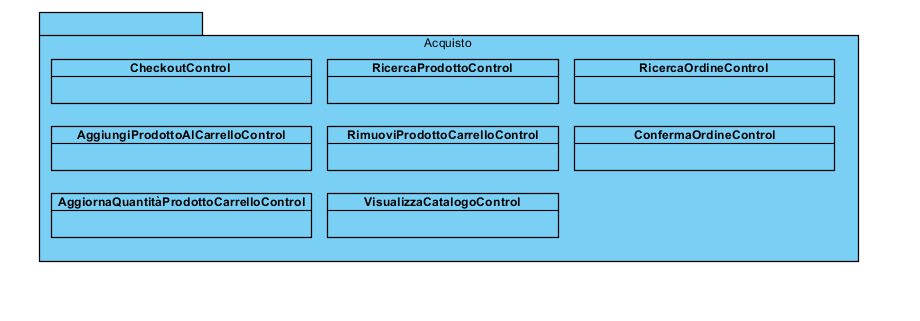 Acquisto
CheckoutControl
RicercaProdottoControl
RicercaOrdineControl
AggiungiProdottoAlCarrelloControl
RimuoviProdottoCarrelloControl
ConfermaOrdineControl
AggiornaQuantitàProdottoCarrelloControl
VisualizzaCatalogoControl